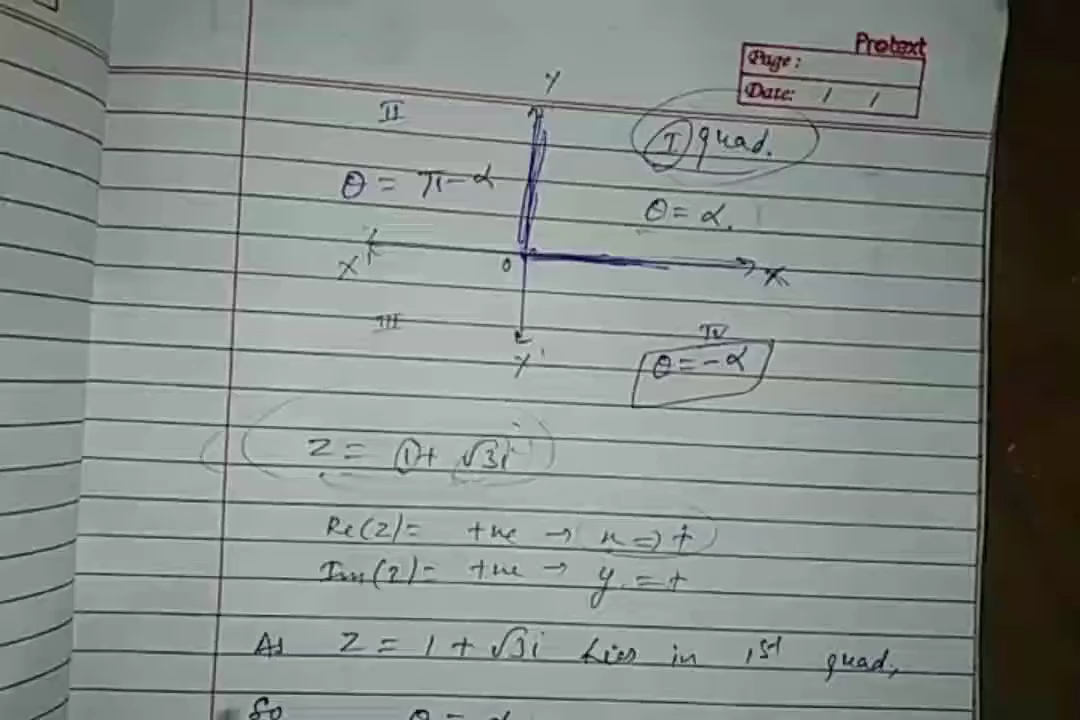 Protext
Page:
Date: / /
Y
II
I quad.
θ = π-α
θ = α.
X'
0
X
III
IV
Y'
θ = -α
Z = 1 + √3i
Re(Z) = +ve → x => +
Im(Z) = +ve → y = +
As Z = 1 + √3i lies in 1st quad,
So θ = α